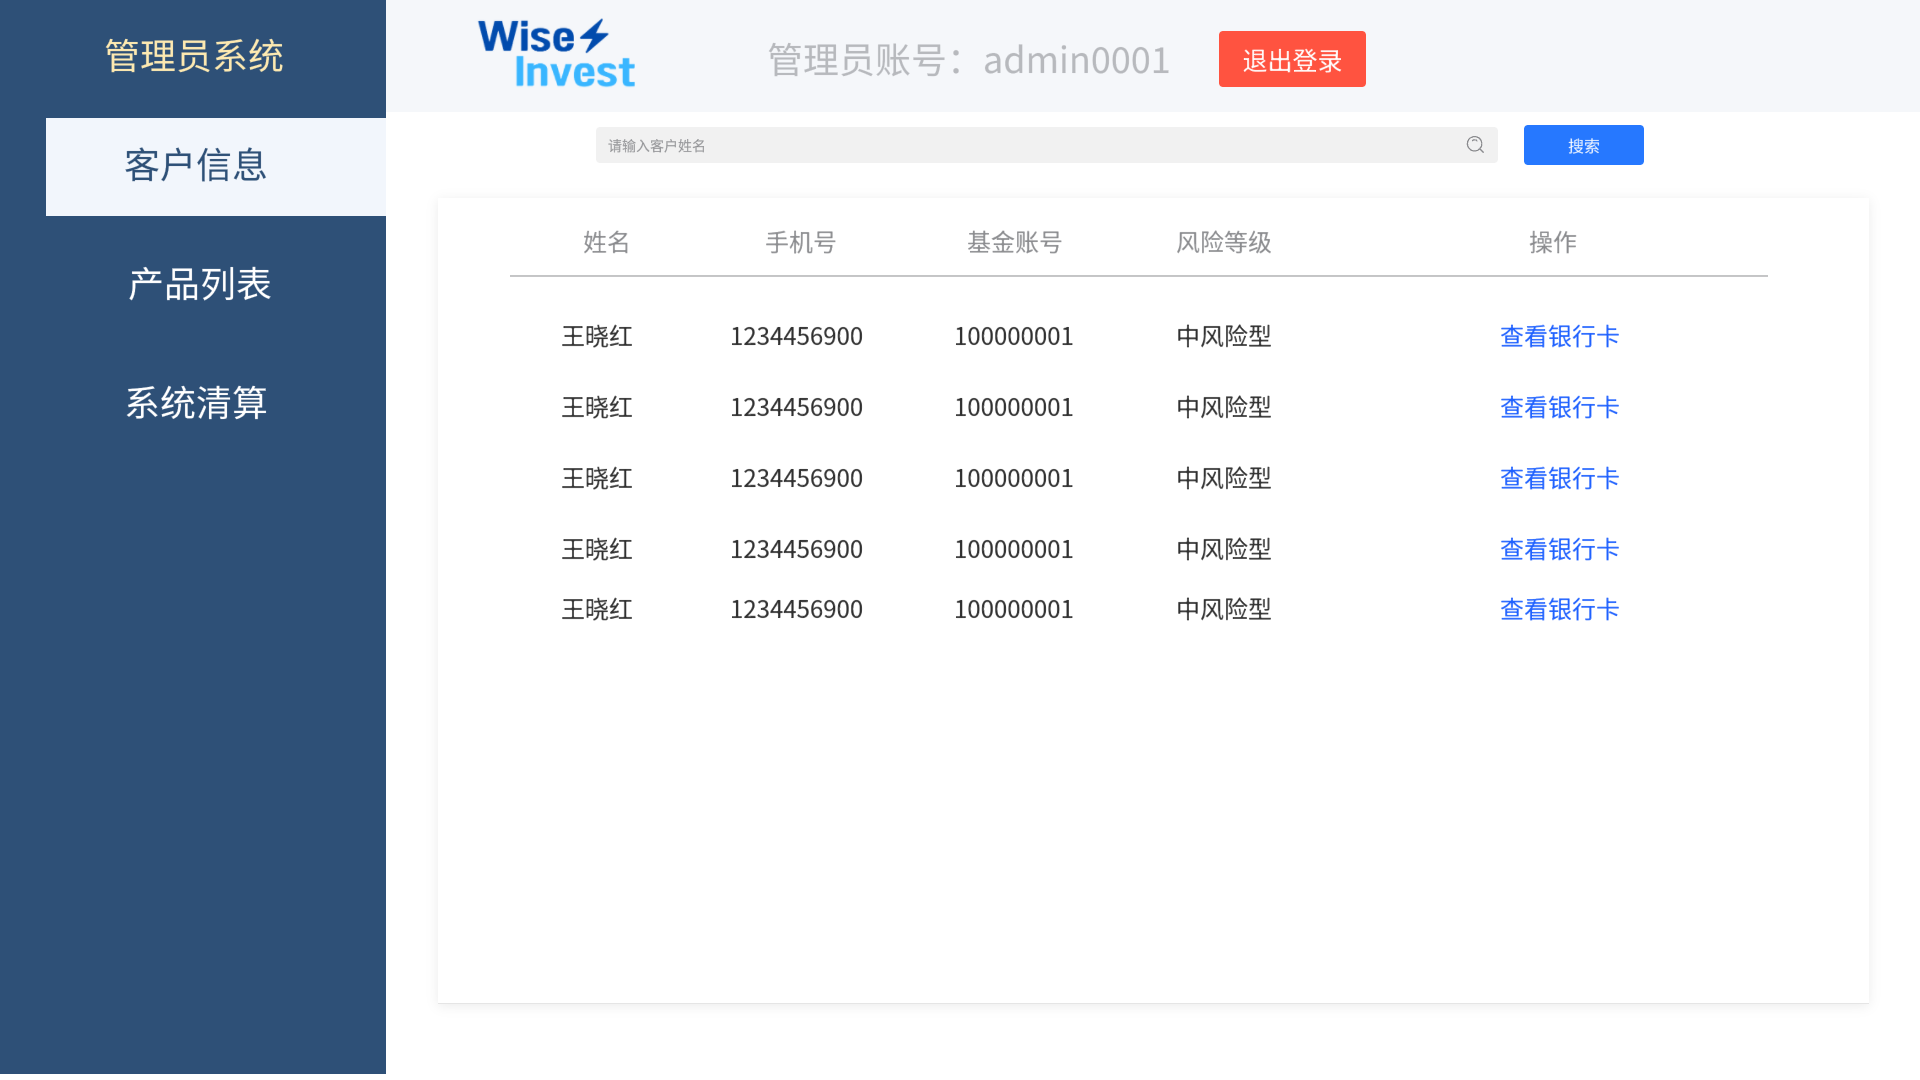 管理员系统
客户信息
产品列表
系统清算
Wise
Invest
管理员账号：admin0001
退出登录
请输入客户姓名
搜索
姓名 手机号 基金账号 风险等级 操作
王晓红 1234456900 100000001 中风险型 查看银行卡
王晓红 1234456900 100000001 中风险型 查看银行卡
王晓红 1234456900 100000001 中风险型 查看银行卡
王晓红 1234456900 100000001 中风险型 查看银行卡
王晓红 1234456900 100000001 中风险型 查看银行卡